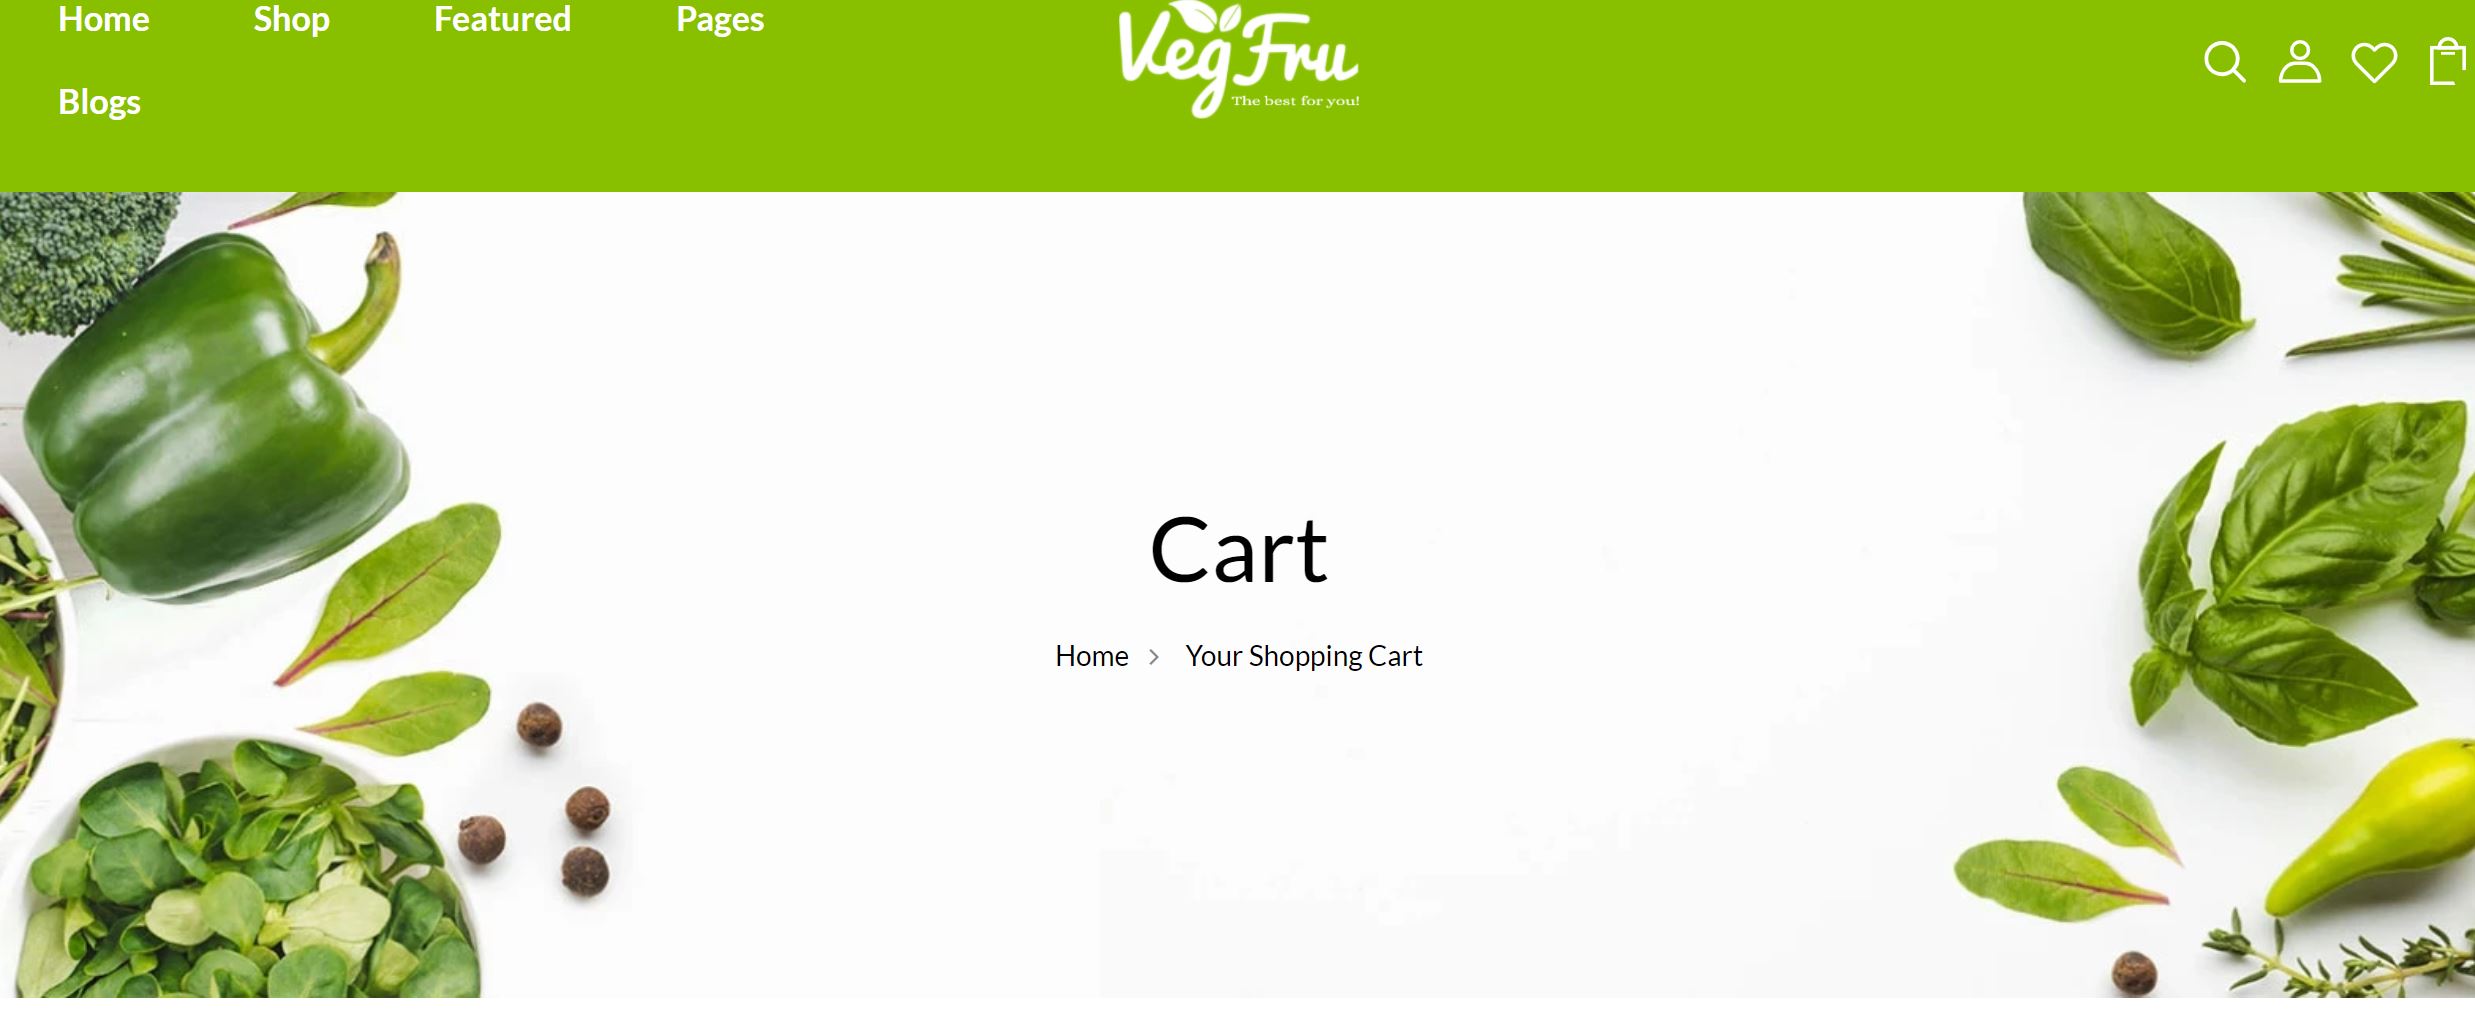 Home Shop Featured Pages
Blogs
VegFru
The best for you!
Cart
Home > Your Shopping Cart